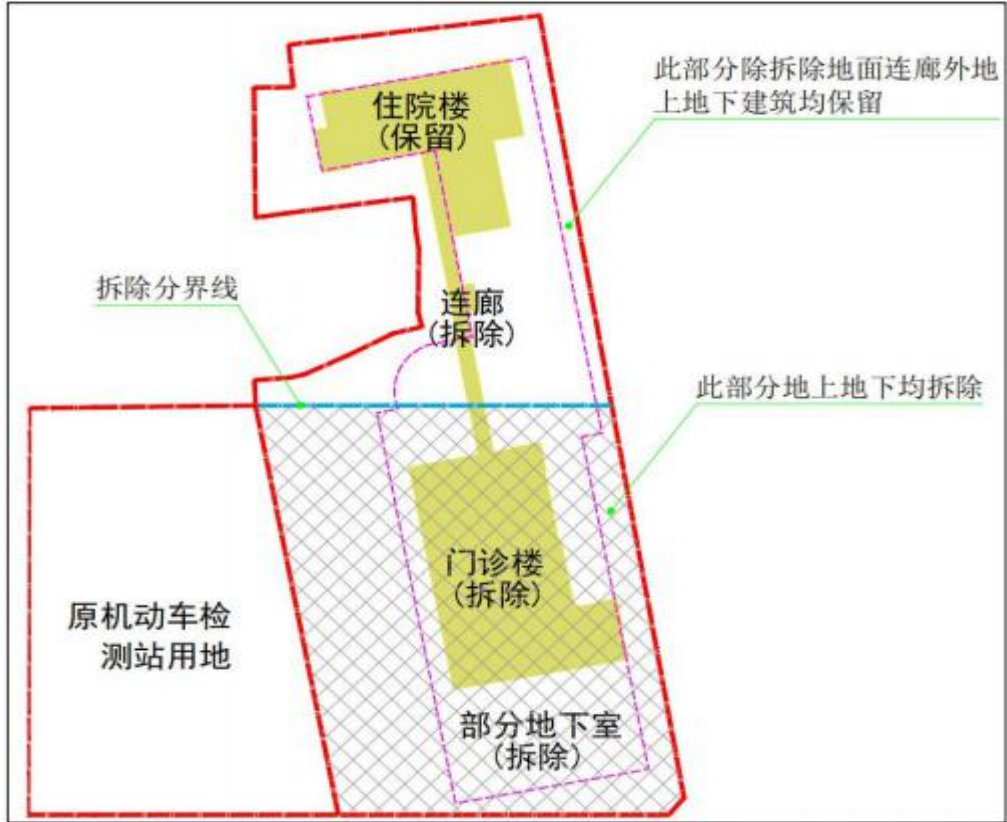 此部分除拆除地面连廊外地
上地下建筑均保留
住院楼
(保留)
拆除分界线
连廊
(拆除)
此部分地上地下均拆除
门诊楼
(拆除)
原机动车检
测站用地
部分地下室
(拆除)